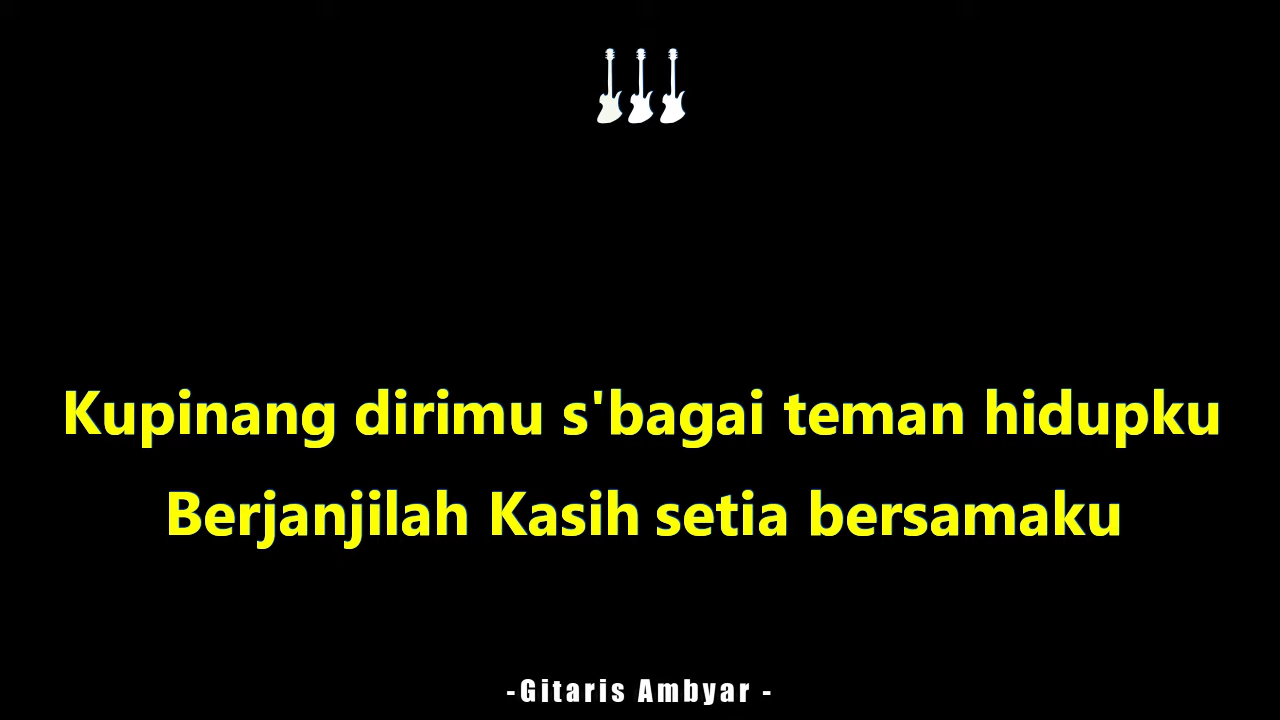 Kupinang dirimu s'bagai teman hidupku
Berjanjilah Kasih setia bersamaku
-Gitaris Ambyar -